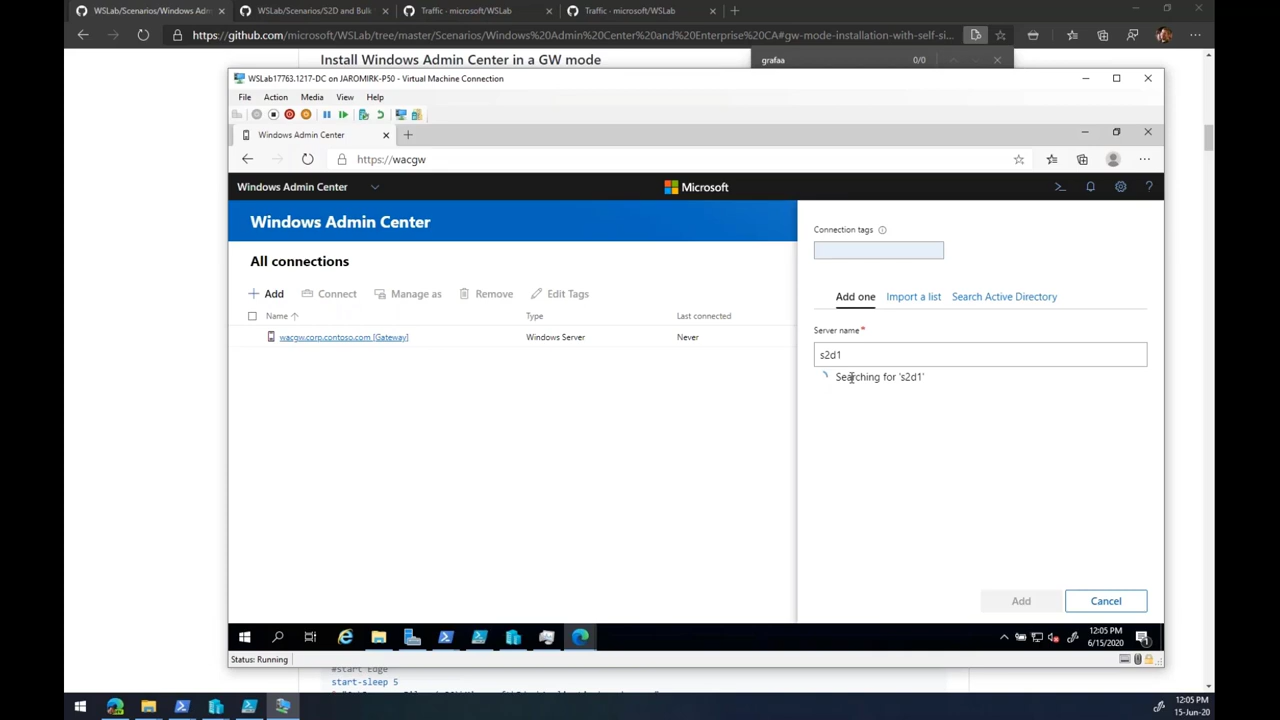 WSLab/Scenarios/Windows Adm
WSLab/Scenarios/S2D and Bulk
Traffic - microsoft/WSLab
Traffic - microsoft/WSLab
https://github.com/microsoft/WSLab/tree/master/Scenarios/Windows%20Admin%20Center%20and%20Enterprise%20CA#gw-mode-installation-with-self-si...
Install Windows Admin Center in a GW mode
grafaa
0/0
WSLab17763.1217-DC on JAROMIRK-P50 - Virtual Machine Connection
File Action Media View Help
Windows Admin Center
https://wacgw
Windows Admin Center
Microsoft
Windows Admin Center
All connections
Add Connect Manage as Remove Edit Tags
Name Type Last connected
wacgw.corp.contoso.com [Gateway] Windows Server Never
Connection tags
Add one Import a list Search Active Directory
Server name*
s2d1
Searching for 's2d1'
Add Cancel
12:05 PM
6/15/2020
Status: Running
#start Edge
start-sleep 5
12:05 PM
15-Jun-20